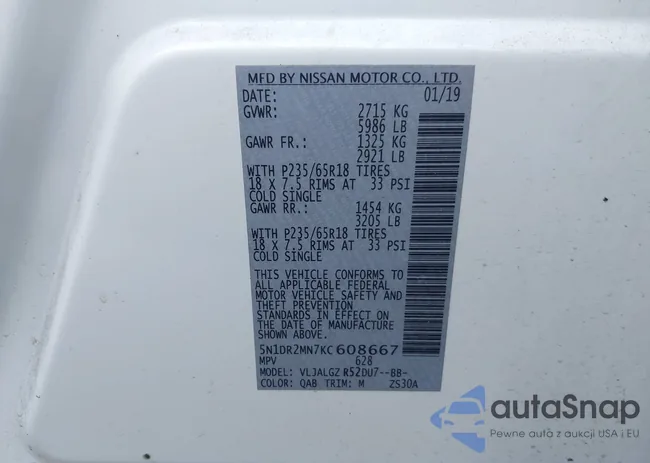 MFD BY NISSAN MOTOR CO., LTD.
DATE: 01/19
GVWR: 2715 KG
5986 LB
GAWR FR.: 1325 KG
2921 LB
WITH P235/65R18 TIRES
18 X 7.5 RIMS AT 33 PSI
COLD SINGLE
GAWR RR.: 1454 KG
3205 LB
WITH P235/65R18 TIRES
18 X 7.5 RIMS AT 33 PSI
COLD SINGLE
THIS VEHICLE CONFORMS TO
ALL APPLICABLE FEDERAL
MOTOR VEHICLE SAFETY AND
THEFT PREVENTION
STANDARDS IN EFFECT ON
THE DATE OF MANUFACTURE
SHOWN ABOVE.
5N1DR2MN7KC608667
MPV 628
MODEL: VLJALGZ R52DU7--BB-
COLOR: QAB TRIM: M ZS30A
autaSnap
Pewne auta z aukcji USA i EU